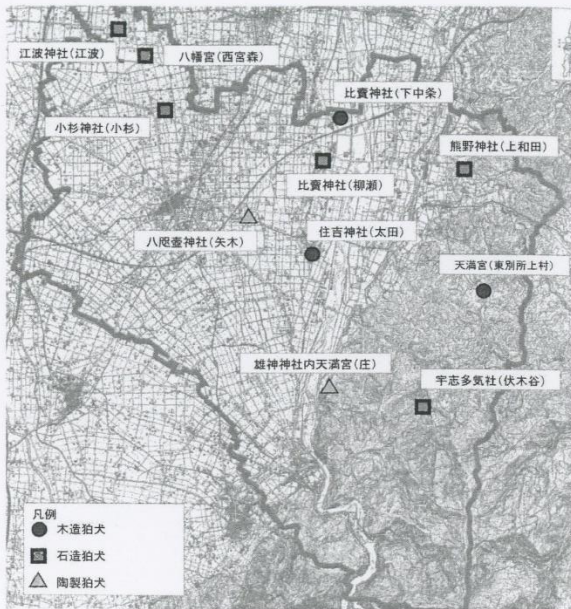 江波神社(江波)
八幡宮(西宮森)
小杉神社(小杉)
比賣神社(下中条)
比賣神社(柳瀬)
熊野神社(上和田)
八咫壷神社(矢木)
住吉神社(太田)
天満宮(東別所上村)
雄神神社内天満宮(庄)
宇志多気社(伏木谷)
凡例
木造狛犬
石造狛犬
陶製狛犬